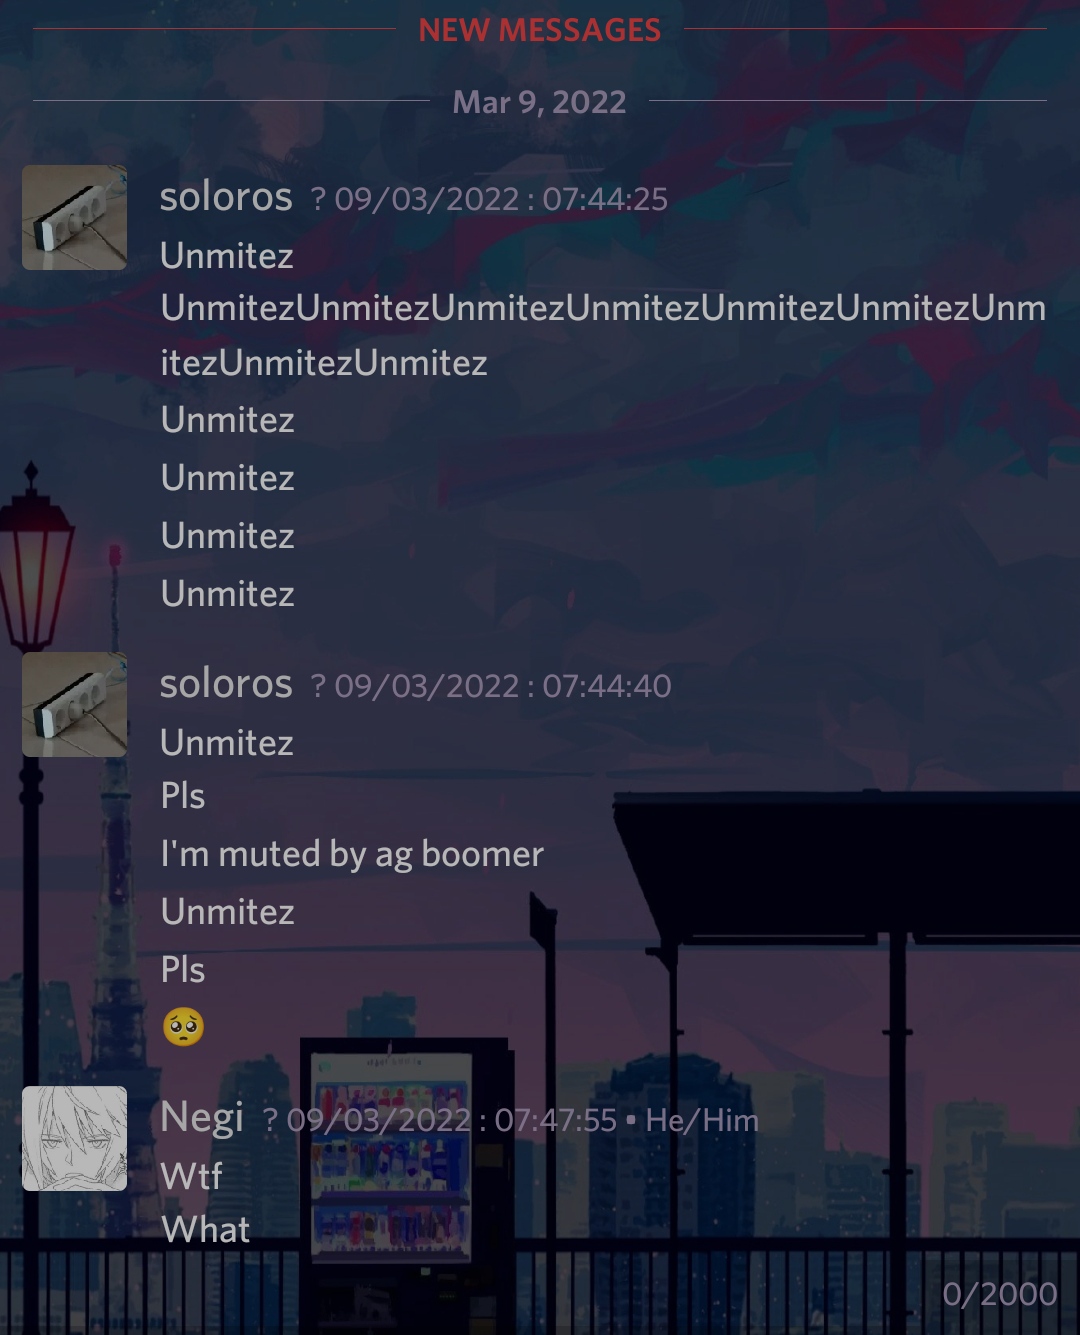 NEW MESSAGES
Mar 9, 2022
soloros ? 09/03/2022 : 07:44:25
Unmitez
UnmitezUnmitezUnmitezUnmitezUnmitezUnmitezUnm
itezUnmitezUnmitez
Unmitez
Unmitez
Unmitez
Unmitez
soloros ? 09/03/2022 : 07:44:40
Unmitez
Pls
I'm muted by ag boomer
Unmitez
Pls
🥺
Negi ? 09/03/2022 : 07:47:55 • He/Him
Wtf
What
0/2000